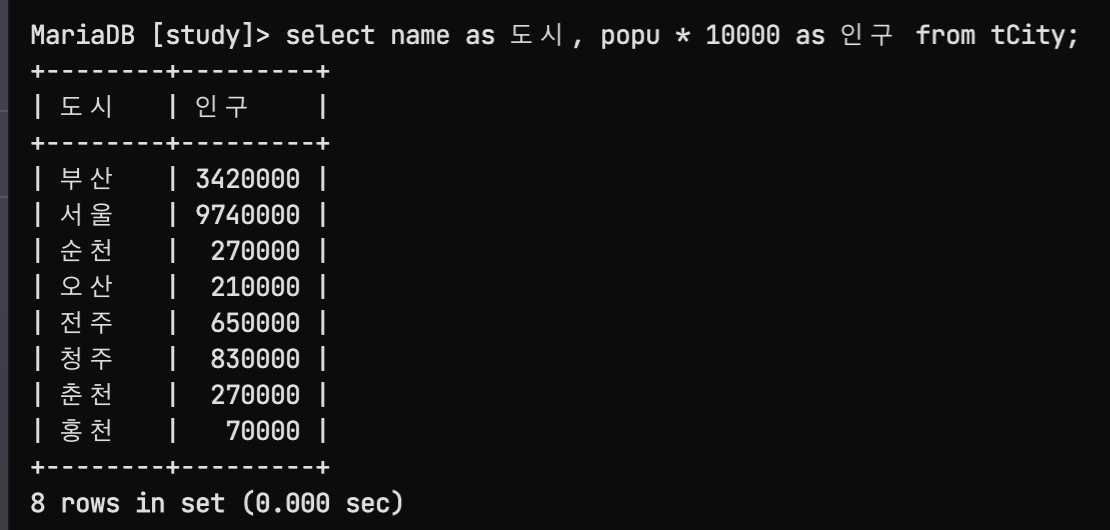 MariaDB [study]> select name as 도시, popu * 10000 as 인구 from tCity;
+--------+---------+
| 도시   | 인구    |
+--------+---------+
| 부산   | 3420000 |
| 서울   | 9740000 |
| 순천   |  270000 |
| 오산   |  210000 |
| 전주   |  650000 |
| 청주   |  830000 |
| 춘천   |  270000 |
| 홍천   |   70000 |
+--------+---------+
8 rows in set (0.000 sec)